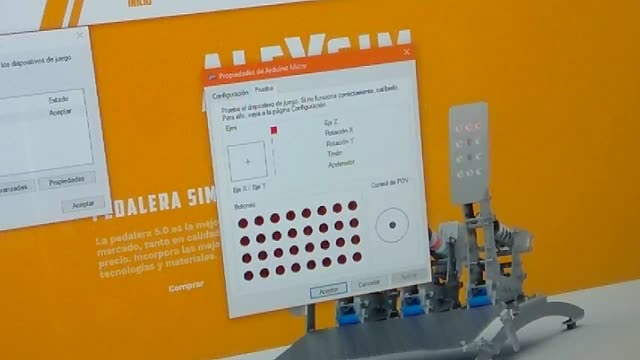 INICIO
ALEXSIM
los dispositivos de juego
Propiedades de Arduino Micro
Configuración Prueba
Estado
Aceptar
Pruebe el dispositivo de juego. Si no funciona correctamente, calíbrelo.
Para ello, vaya a la página Configuración.
Ejes
Eje Z
Rotación X
Rotación Y
Timón
Acelerador
Eje X / Eje Y
Propiedades
Aceptar
Botones
Control de POV
PEDALERA SIM
La pedalera 5.0 es la mejo
mercado, tanto en calidad
precio. Incorpora las mejo
tecnologías y materiales.
Comprar
Aceptar Cancelar Aplicar